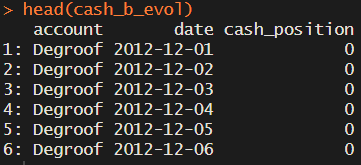 > head(cash_b_evol)
account date cash_position
1: Degroof 2012-12-01 0
2: Degroof 2012-12-02 0
3: Degroof 2012-12-03 0
4: Degroof 2012-12-04 0
5: Degroof 2012-12-05 0
6: Degroof 2012-12-06 0